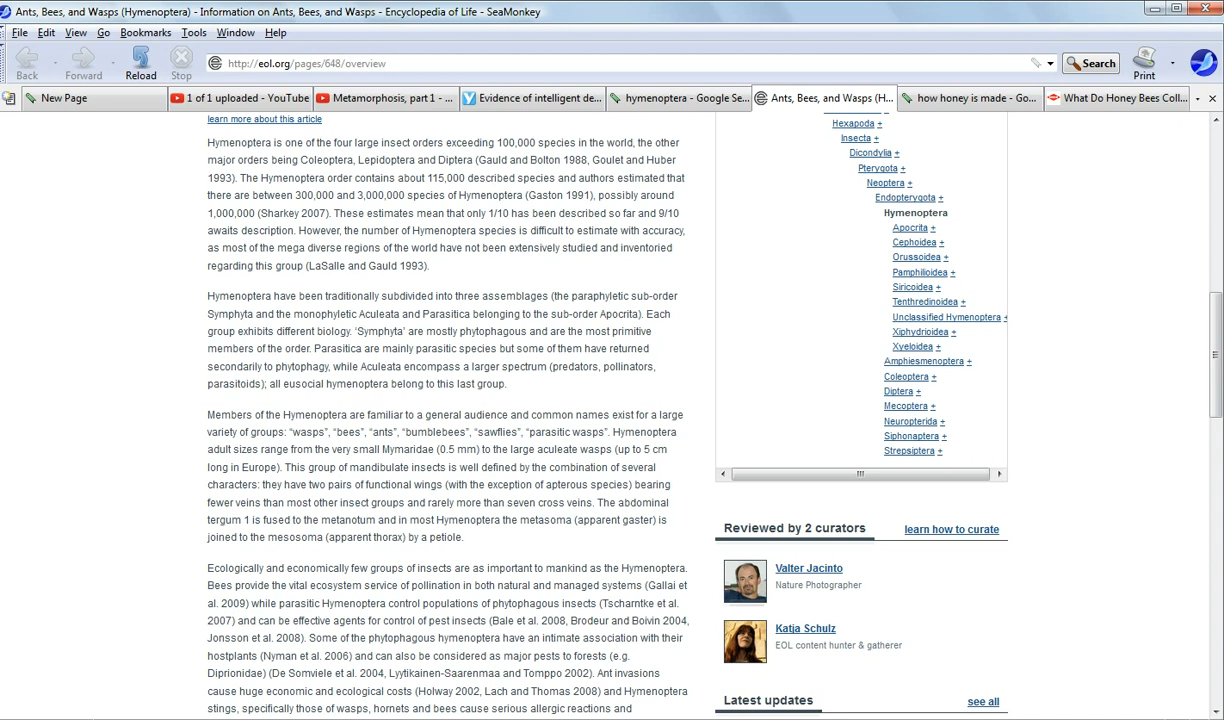 Ants, Bees, and Wasps (Hymenoptera) - Information on Ants, Bees, and Wasps - Encyclopedia of Life - SeaMonkey
File Edit View Go Bookmarks Tools Window Help
http://eol.org/pages/648/overview
Search
Back Forward Reload Stop Print
New Page
1 of 1 uploaded - YouTube
Metamorphosis, part 1 - ...
Evidence of intelligent de...
hymenoptera - Google Se...
Ants, Bees, and Wasps (H...
how honey is made - Go...
What Do Honey Bees Coll...
learn more about this article
Hymenoptera is one of the four large insect orders exceeding 100,000 species in the world, the other
major orders being Coleoptera, Lepidoptera and Diptera (Gauld and Bolton 1988, Goulet and Huber
1993). The Hymenoptera order contains about 115,000 described species and authors estimated that
there are between 300,000 and 3,000,000 species of Hymenoptera (Gaston 1991), possibly around
1,000,000 (Sharkey 2007). These estimates mean that only 1/10 has been described so far and 9/10
awaits description. However, the number of Hymenoptera species is difficult to estimate with accuracy,
as most of the mega diverse regions of the world have not been extensively studied and inventoried
regarding this group (LaSalle and Gauld 1993).
Hymenoptera have been traditionally subdivided into three assemblages (the paraphyletic sub-order
Symphyta and the monophyletic Aculeata and Parasitica belonging to the sub-order Apocrita). Each
group exhibits different biology. ‘Symphyta’ are mostly phytophagous and are the most primitive
members of the order. Parasitica are mainly parasitic species but some of them have returned
secondarily to phytophagy, while Aculeata encompass a larger spectrum (predators, pollinators,
parasitoids); all eusocial hymenoptera belong to this last group.
Members of the Hymenoptera are familiar to a general audience and common names exist for a large
variety of groups: “wasps”, “bees”, “ants”, “bumblebees”, “sawflies”, “parasitic wasps”. Hymenoptera
adult sizes range from the very small Mymaridae (0.5 mm) to the large aculeate wasps (up to 5 cm
long in Europe). This group of mandibulate insects is well defined by the combination of several
characters: they have two pairs of functional wings (with the exception of apterous species) bearing
fewer veins than most other insect groups and rarely more than seven cross veins. The abdominal
tergum 1 is fused to the metanotum and in most Hymenoptera the metasoma (apparent gaster) is
joined to the mesosoma (apparent thorax) by a petiole.
Ecologically and economically few groups of insects are as important to mankind as the Hymenoptera.
Bees provide the vital ecosystem service of pollination in both natural and managed systems (Gallai et
al. 2009) while parasitic Hymenoptera control populations of phytophagous insects (Tscharntke et al.
2007) and can be effective agents for control of pest insects (Bale et al. 2008, Brodeur and Boivin 2004,
Jonsson et al. 2008). Some of the phytophagous hymenoptera have an intimate association with their
hostplants (Nyman et al. 2006) and can also be considered as major pests to forests (e.g.
Diprionidae) (De Somviele et al. 2004, Lyytikainen-Saarenmaa and Tomppo 2002). Ant invasions
cause huge economic and ecological costs (Holway 2002, Lach and Thomas 2008) and Hymenoptera
stings, specifically those of wasps, hornets and bees cause serious allergic reactions and
Hexapoda +
Insecta +
Dicondylia +
Pterygota +
Neoptera +
Endopterygota +
Hymenoptera
Apocrita +
Cephoidea +
Orussoidea +
Pamphilioidea +
Siricoidea +
Tenthredinoidea +
Unclassified Hymenoptera +
Xiphydrioidea +
Xyeloidea +
Amphiesmenoptera +
Coleoptera +
Diptera +
Mecoptera +
Neuropterida +
Siphonaptera +
Strepsiptera +
Reviewed by 2 curators
learn how to curate
Valter Jacinto
Nature Photographer
Katja Schulz
EOL content hunter & gatherer
Latest updates
see all